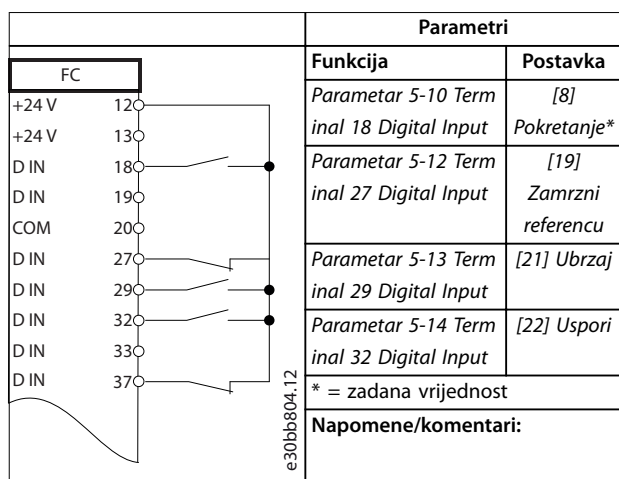 Parametri
Funkcija Postavka
FC
+24 V 12
+24 V 13
D IN 18
D IN 19
COM 20
D IN 27
D IN 29
D IN 32
D IN 33
D IN 37
e30bb804.12
Parametar 5-10 Term
inal 18 Digital Input
[8]
Pokretanje*
Parametar 5-12 Term
inal 27 Digital Input
[19]
Zamrzni
referencu
Parametar 5-13 Term
inal 29 Digital Input
[21] Ubrzaj
Parametar 5-14 Term
inal 32 Digital Input
[22] Uspori
* = zadana vrijednost
Napomene/komentari: